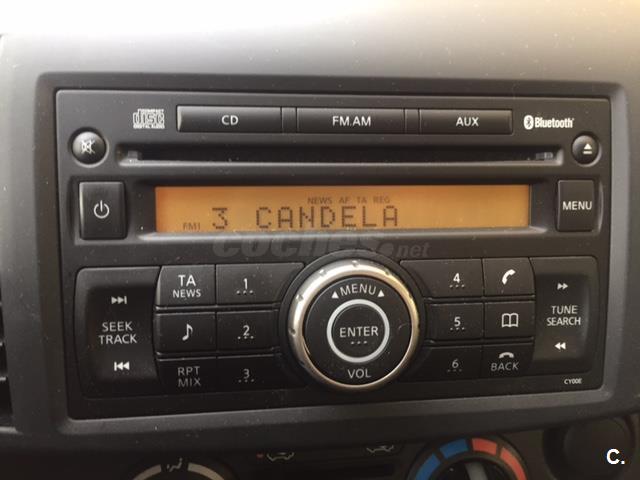 COMPACT
disc
DIGITAL AUDIO
CD
FM.AM
AUX
Bluetooth
NEWS AF TA REG
FM1
3 CANDELA
MENU
coches.net
SEEK
TRACK
TA
NEWS
1
2
RPT
MIX
3
MENU
ENTER
VOL
4
5
6
BACK
TUNE
SEARCH
CY00E
C.